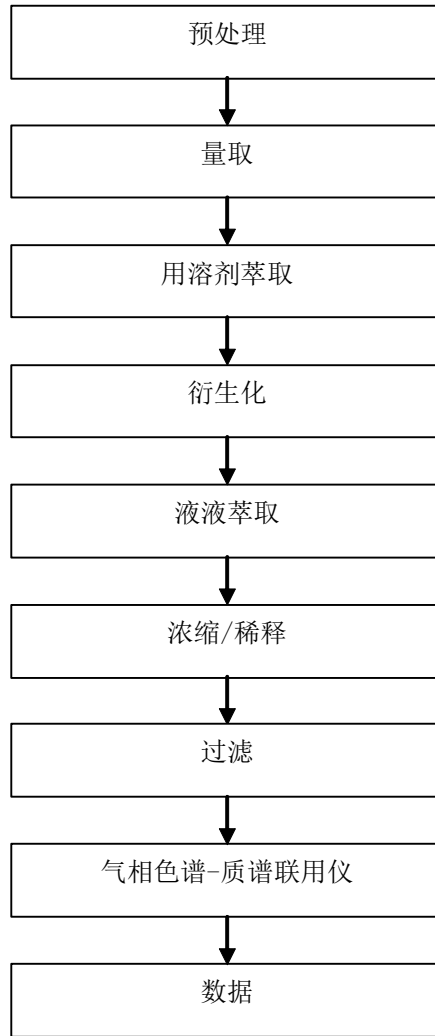 预处理
量取
用溶剂萃取
衍生化
液液萃取
浓缩/稀释
过滤
气相色谱-质谱联用仪
数据